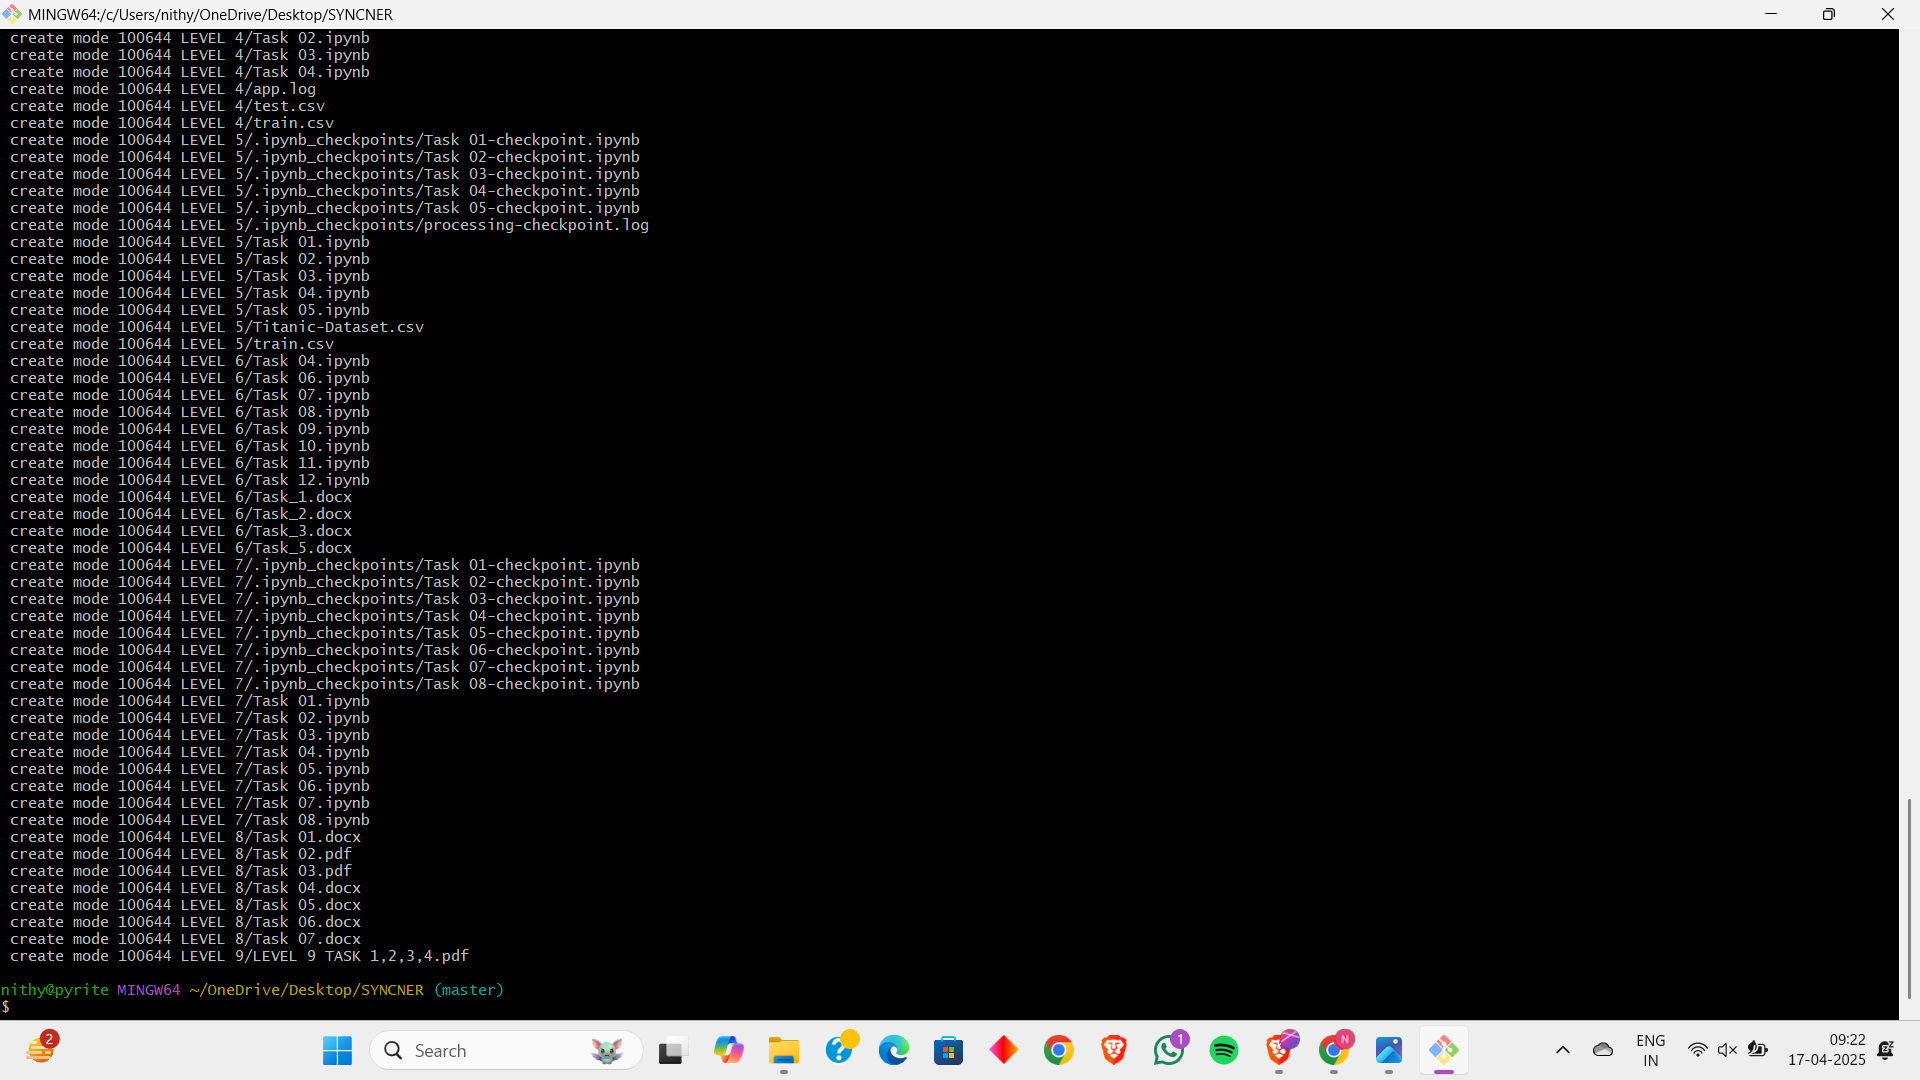 MINGW64:/c/Users/nithy/OneDrive/Desktop/SYNCNER
create mode 100644 LEVEL 4/Task 02.ipynb
create mode 100644 LEVEL 4/Task 03.ipynb
create mode 100644 LEVEL 4/Task 04.ipynb
create mode 100644 LEVEL 4/app.log
create mode 100644 LEVEL 4/test.csv
create mode 100644 LEVEL 4/train.csv
create mode 100644 LEVEL 5/.ipynb_checkpoints/Task 01-checkpoint.ipynb
create mode 100644 LEVEL 5/.ipynb_checkpoints/Task 02-checkpoint.ipynb
create mode 100644 LEVEL 5/.ipynb_checkpoints/Task 03-checkpoint.ipynb
create mode 100644 LEVEL 5/.ipynb_checkpoints/Task 04-checkpoint.ipynb
create mode 100644 LEVEL 5/.ipynb_checkpoints/Task 05-checkpoint.ipynb
create mode 100644 LEVEL 5/.ipynb_checkpoints/processing-checkpoint.log
create mode 100644 LEVEL 5/Task 01.ipynb
create mode 100644 LEVEL 5/Task 02.ipynb
create mode 100644 LEVEL 5/Task 03.ipynb
create mode 100644 LEVEL 5/Task 04.ipynb
create mode 100644 LEVEL 5/Task 05.ipynb
create mode 100644 LEVEL 5/Titanic-Dataset.csv
create mode 100644 LEVEL 5/train.csv
create mode 100644 LEVEL 6/Task 04.ipynb
create mode 100644 LEVEL 6/Task 06.ipynb
create mode 100644 LEVEL 6/Task 07.ipynb
create mode 100644 LEVEL 6/Task 08.ipynb
create mode 100644 LEVEL 6/Task 09.ipynb
create mode 100644 LEVEL 6/Task 10.ipynb
create mode 100644 LEVEL 6/Task 11.ipynb
create mode 100644 LEVEL 6/Task 12.ipynb
create mode 100644 LEVEL 6/Task_1.docx
create mode 100644 LEVEL 6/Task_2.docx
create mode 100644 LEVEL 6/Task_3.docx
create mode 100644 LEVEL 6/Task_5.docx
create mode 100644 LEVEL 7/.ipynb_checkpoints/Task 01-checkpoint.ipynb
create mode 100644 LEVEL 7/.ipynb_checkpoints/Task 02-checkpoint.ipynb
create mode 100644 LEVEL 7/.ipynb_checkpoints/Task 03-checkpoint.ipynb
create mode 100644 LEVEL 7/.ipynb_checkpoints/Task 04-checkpoint.ipynb
create mode 100644 LEVEL 7/.ipynb_checkpoints/Task 05-checkpoint.ipynb
create mode 100644 LEVEL 7/.ipynb_checkpoints/Task 06-checkpoint.ipynb
create mode 100644 LEVEL 7/.ipynb_checkpoints/Task 07-checkpoint.ipynb
create mode 100644 LEVEL 7/.ipynb_checkpoints/Task 08-checkpoint.ipynb
create mode 100644 LEVEL 7/Task 01.ipynb
create mode 100644 LEVEL 7/Task 02.ipynb
create mode 100644 LEVEL 7/Task 03.ipynb
create mode 100644 LEVEL 7/Task 04.ipynb
create mode 100644 LEVEL 7/Task 05.ipynb
create mode 100644 LEVEL 7/Task 06.ipynb
create mode 100644 LEVEL 7/Task 07.ipynb
create mode 100644 LEVEL 7/Task 08.ipynb
create mode 100644 LEVEL 8/Task 01.docx
create mode 100644 LEVEL 8/Task 02.pdf
create mode 100644 LEVEL 8/Task 03.pdf
create mode 100644 LEVEL 8/Task 04.docx
create mode 100644 LEVEL 8/Task 05.docx
create mode 100644 LEVEL 8/Task 06.docx
create mode 100644 LEVEL 8/Task 07.docx
create mode 100644 LEVEL 9/LEVEL 9 TASK 1,2,3,4.pdf
nithy@pyrite MINGW64 ~/OneDrive/Desktop/SYNCNER (master)
$
2
Search
1
N
ENG
IN
09:22
17-04-2025